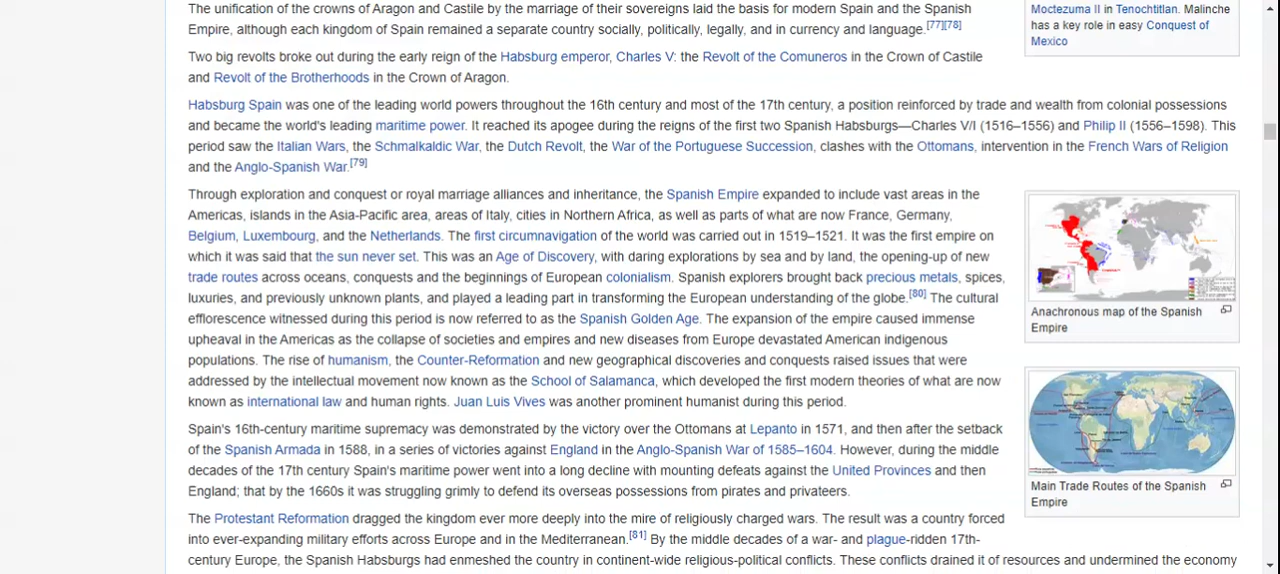 The unification of the crowns of Aragon and Castile by the marriage of their sovereigns laid the basis for modern Spain and the Spanish
Empire, although each kingdom of Spain remained a separate country socially, politically, legally, and in currency and language.[77][78]
Two big revolts broke out during the early reign of the Habsburg emperor, Charles V: the Revolt of the Comuneros in the Crown of Castile
and Revolt of the Brotherhoods in the Crown of Aragon.
Moctezuma II in Tenochtitlan. Malinche
has a key role in easy Conquest of
Mexico
Habsburg Spain was one of the leading world powers throughout the 16th century and most of the 17th century, a position reinforced by trade and wealth from colonial possessions
and became the world's leading maritime power. It reached its apogee during the reigns of the first two Spanish Habsburgs—Charles V/I (1516–1556) and Philip II (1556–1598). This
period saw the Italian Wars, the Schmalkaldic War, the Dutch Revolt, the War of the Portuguese Succession, clashes with the Ottomans, intervention in the French Wars of Religion
and the Anglo-Spanish War.[79]
Through exploration and conquest or royal marriage alliances and inheritance, the Spanish Empire expanded to include vast areas in the
Americas, islands in the Asia-Pacific area, areas of Italy, cities in Northern Africa, as well as parts of what are now France, Germany,
Belgium, Luxembourg, and the Netherlands. The first circumnavigation of the world was carried out in 1519–1521. It was the first empire on
which it was said that the sun never set. This was an Age of Discovery, with daring explorations by sea and by land, the opening-up of new
trade routes across oceans, conquests and the beginnings of European colonialism. Spanish explorers brought back precious metals, spices,
luxuries, and previously unknown plants, and played a leading part in transforming the European understanding of the globe.[80] The cultural
efflorescence witnessed during this period is now referred to as the Spanish Golden Age. The expansion of the empire caused immense
upheaval in the Americas as the collapse of societies and empires and new diseases from Europe devastated American indigenous
populations. The rise of humanism, the Counter-Reformation and new geographical discoveries and conquests raised issues that were
addressed by the intellectual movement now known as the School of Salamanca, which developed the first modern theories of what are now
known as international law and human rights. Juan Luis Vives was another prominent humanist during this period.
Anachronous map of the Spanish
Empire
Spain's 16th-century maritime supremacy was demonstrated by the victory over the Ottomans at Lepanto in 1571, and then after the setback
of the Spanish Armada in 1588, in a series of victories against England in the Anglo-Spanish War of 1585–1604. However, during the middle
decades of the 17th century Spain's maritime power went into a long decline with mounting defeats against the United Provinces and then
England; that by the 1660s it was struggling grimly to defend its overseas possessions from pirates and privateers.
Main Trade Routes of the Spanish
Empire
The Protestant Reformation dragged the kingdom ever more deeply into the mire of religiously charged wars. The result was a country forced
into ever-expanding military efforts across Europe and in the Mediterranean.[81] By the middle decades of a war- and plague-ridden 17th-
century Europe, the Spanish Habsburgs had enmeshed the country in continent-wide religious-political conflicts. These conflicts drained it of resources and undermined the economy